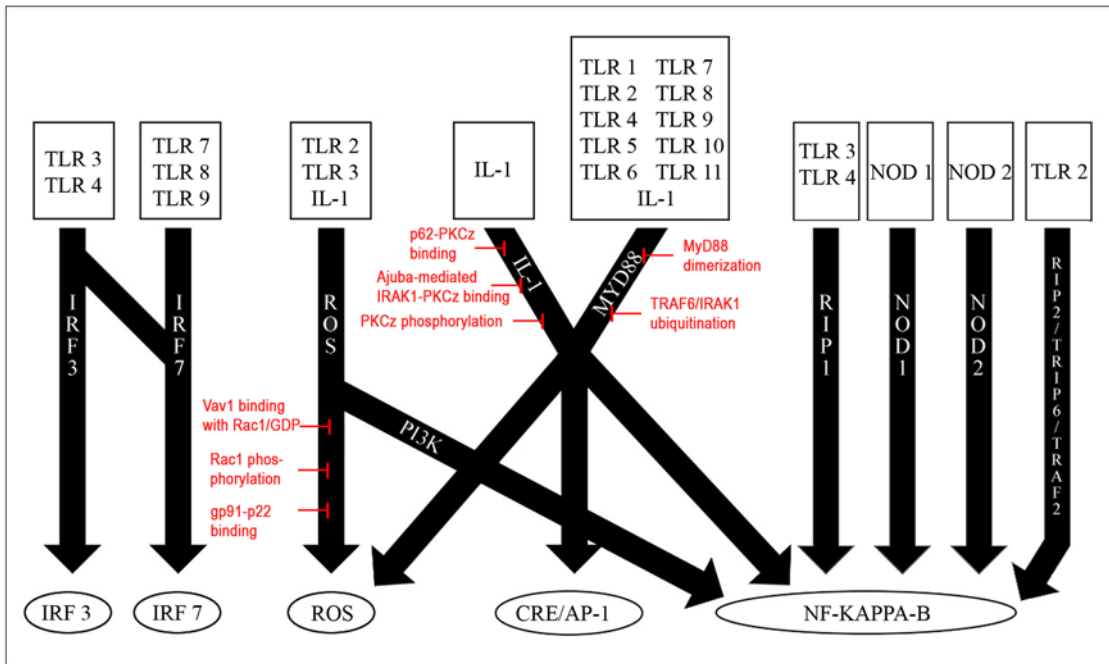 TLR 3
TLR 4
TLR 7
TLR 8
TLR 9
TLR 2
TLR 3
IL-1
IL-1
TLR 1 TLR 7
TLR 2 TLR 8
TLR 4 TLR 9
TLR 5 TLR 10
TLR 6 TLR 11
IL-1
TLR 3
TLR 4
NOD 1
NOD 2
TLR 2
IRF3
IRF7
ROS
PI3K
IL-1
MYD88
RIP1
NOD1
NOD2
RIP2/TRIP6/TRAF2
p62-PKCz
binding
Ajuba-mediated
IRAK1-PKCz binding
PKCz phosphorylation
MyD88
dimerization
TRAF6/IRAK1
ubiquitination
Vav1 binding
with Rac1/GDP
Rac1 phos-
phorylation
gp91-p22
binding
IRF 3
IRF 7
ROS
CRE/AP-1
NF-KAPPA-B